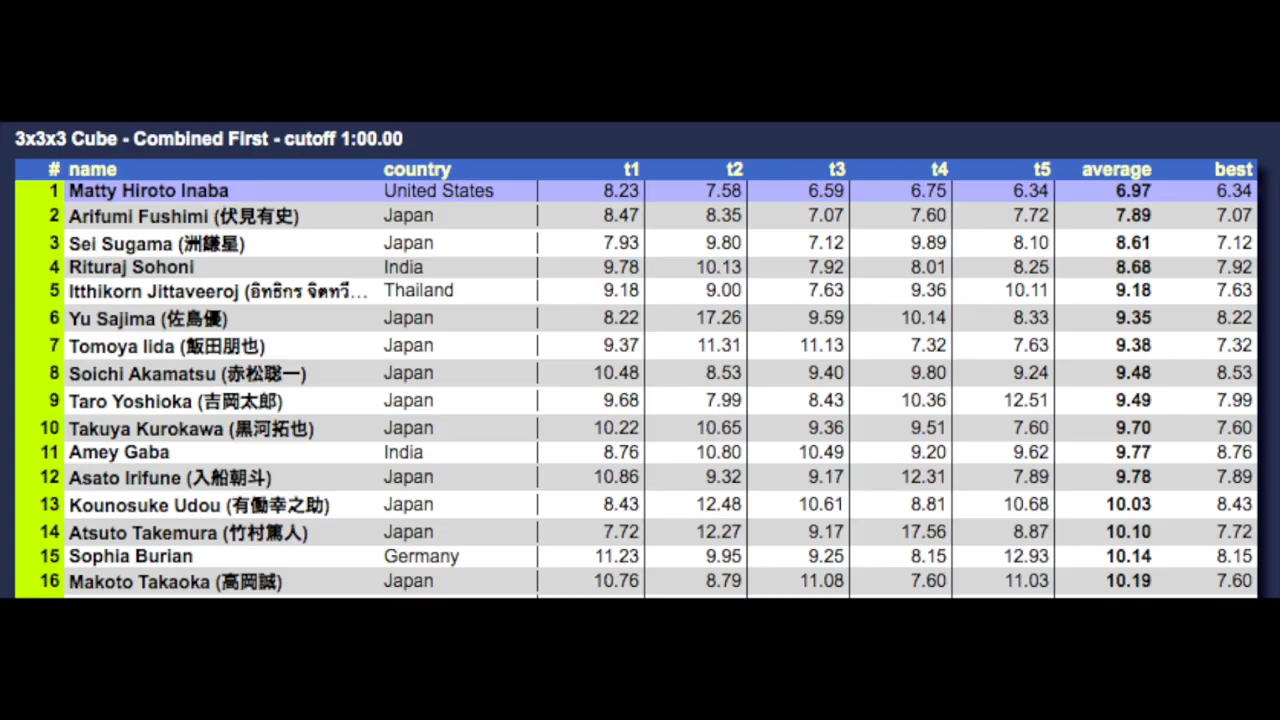 3x3x3 Cube - Combined First - cutoff 1:00.00
# name country t1 t2 t3 t4 t5 average best
1 Matty Hiroto Inaba United States 8.23 7.58 6.59 6.75 6.34 6.97 6.34
2 Arifumi Fushimi (伏見有史) Japan 8.47 8.35 7.07 7.60 7.72 7.89 7.07
3 Sei Sugama (洲鎌星) Japan 7.93 9.80 7.12 9.89 8.10 8.61 7.12
4 Rituraj Sohoni India 9.78 10.13 7.92 8.01 8.25 8.68 7.92
5 Itthikorn Jittaveeroj (อิทธิกร จิตทวี... Thailand 9.18 9.00 7.63 9.36 10.11 9.18 7.63
6 Yu Sajima (佐島優) Japan 8.22 17.26 9.59 10.14 8.33 9.35 8.22
7 Tomoya Iida (飯田朋也) Japan 9.37 11.31 11.13 7.32 7.63 9.38 7.32
8 Soichi Akamatsu (赤松聡一) Japan 10.48 8.53 9.40 9.80 9.24 9.48 8.53
9 Taro Yoshioka (吉岡太郎) Japan 9.68 7.99 8.43 10.36 12.51 9.49 7.99
10 Takuya Kurokawa (黒河拓也) Japan 10.22 10.65 9.36 9.51 7.60 9.70 7.60
11 Amey Gaba India 8.76 10.80 10.49 9.20 9.62 9.77 8.76
12 Asato Irifune (入船朝斗) Japan 10.86 9.32 9.17 12.31 7.89 9.78 7.89
13 Kounosuke Udou (有働幸之助) Japan 8.43 12.48 10.61 8.81 10.68 10.03 8.43
14 Atsuto Takemura (竹村篤人) Japan 7.72 12.27 9.17 17.56 8.87 10.10 7.72
15 Sophia Burian Germany 11.23 9.95 9.25 8.15 12.93 10.14 8.15
16 Makoto Takaoka (高岡誠) Japan 10.76 8.79 11.08 7.60 11.03 10.19 7.60